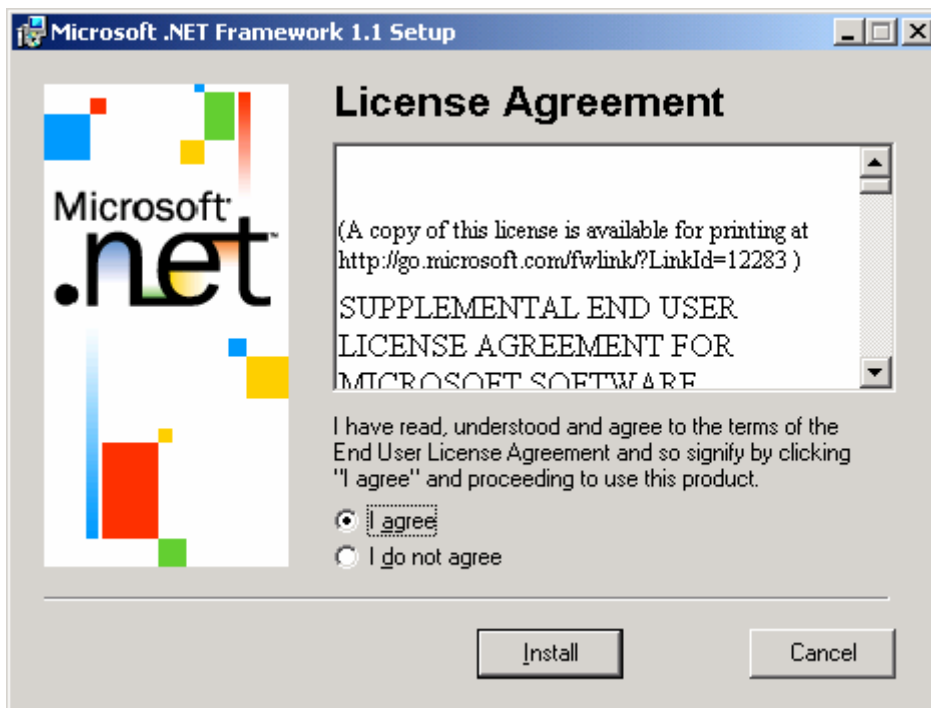 Microsoft .NET Framework 1.1 Setup
License Agreement
Microsoft
.net
(A copy of this license is available for printing at
http://go.microsoft.com/fwlink/?LinkId=12283 )
SUPPLEMENTAL END USER
LICENSE AGREEMENT FOR
MICROSOFT SOFTWARE
I have read, understood and agree to the terms of the
End User License Agreement and so signify by clicking
"I agree" and proceeding to use this product.
I agree
I do not agree
Install
Cancel